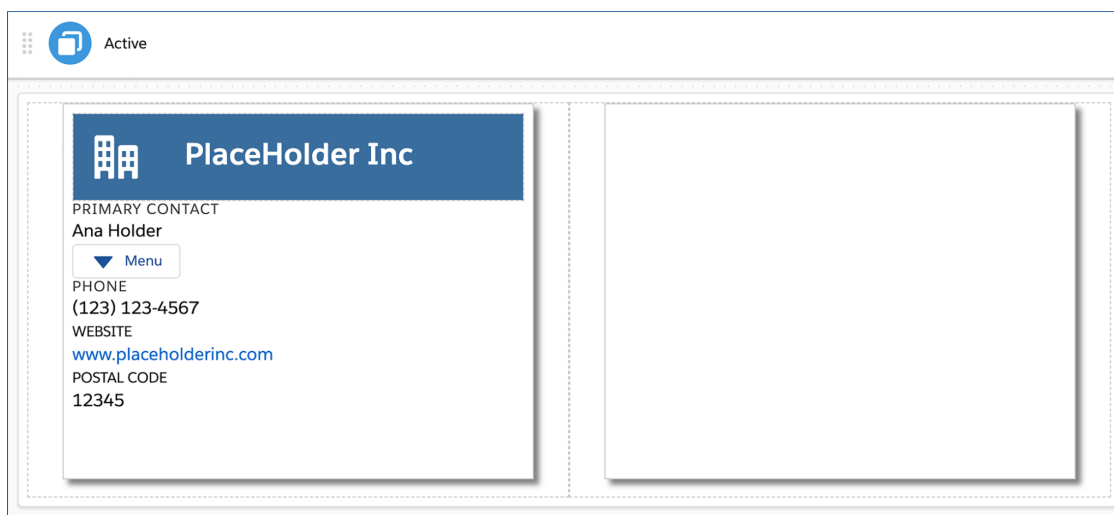 Active
PlaceHolder Inc
PRIMARY CONTACT
Ana Holder
Menu
PHONE
(123) 123-4567
WEBSITE
www.placeholderinc.com
POSTAL CODE
12345